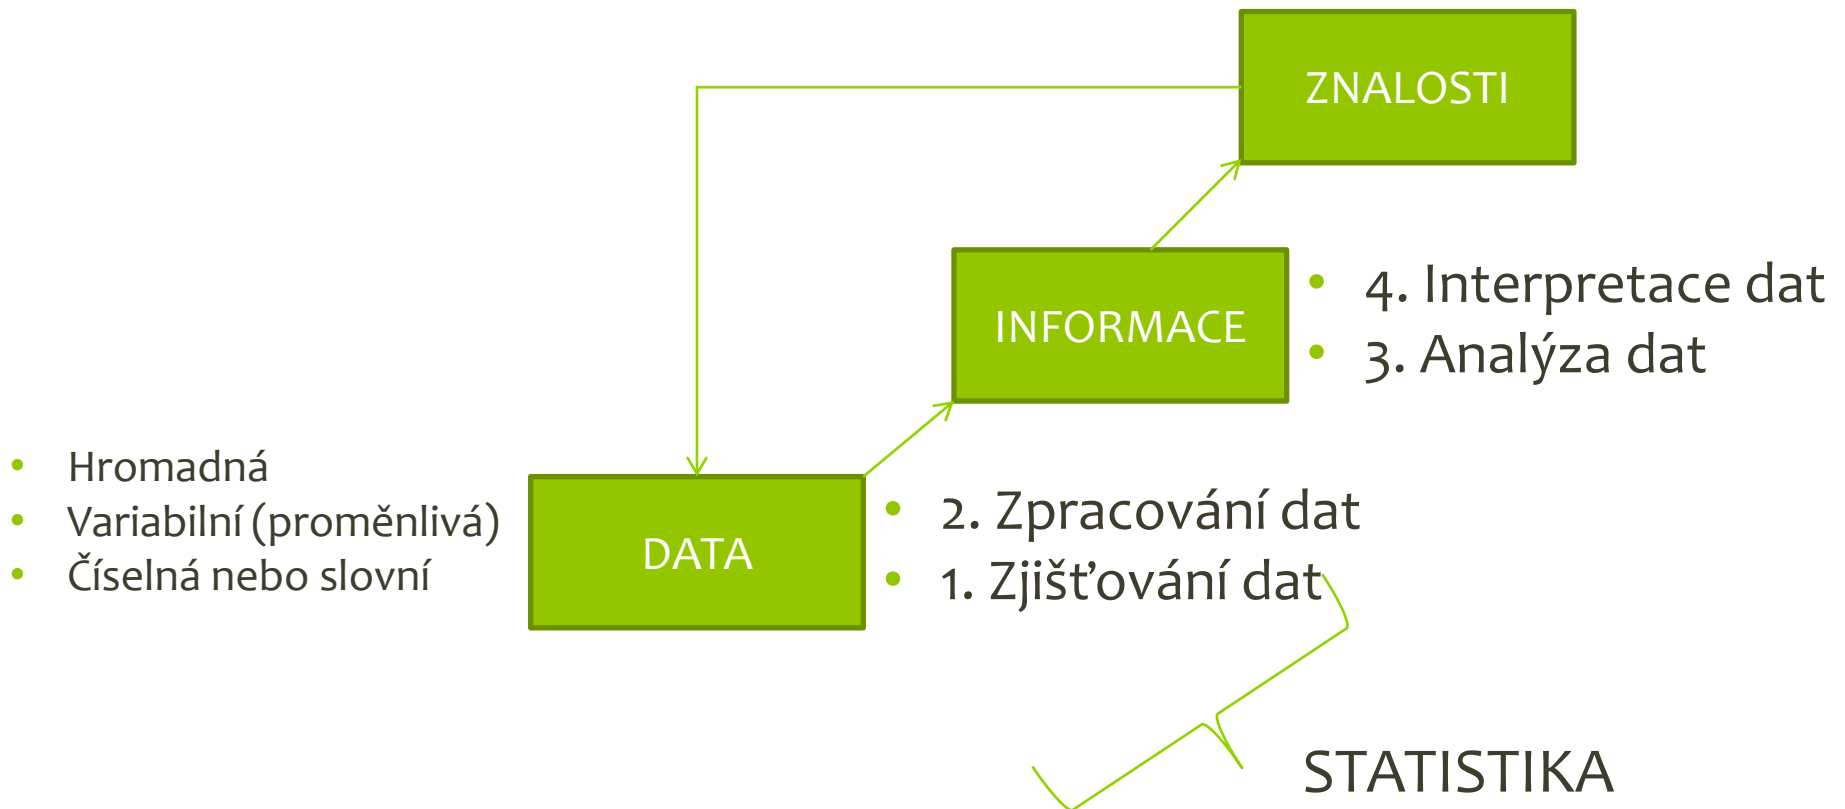 ZNALOSTI
INFORMACE
• 4. Interpretace dat
• 3. Analýza dat
• Hromadná
• Variabilní (proměnlivá)
• Číselná nebo slovní
DATA
• 2. Zpracování dat
• 1. Zjišťování dat
STATISTIKA